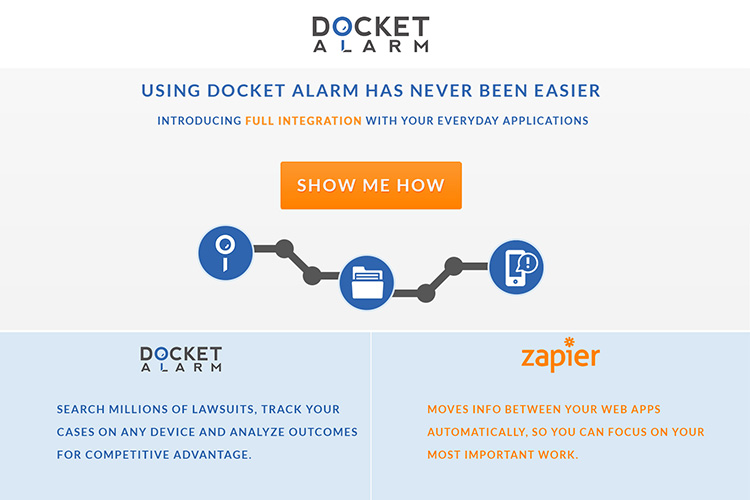 DOCKET
ALARM
USING DOCKET ALARM HAS NEVER BEEN EASIER
INTRODUCING FULL INTEGRATION WITH YOUR EVERYDAY APPLICATIONS
SHOW ME HOW
DOCKET
ALARM
SEARCH MILLIONS OF LAWSUITS, TRACK YOUR
CASES ON ANY DEVICE AND ANALYZE OUTCOMES
FOR COMPETITIVE ADVANTAGE.
zapier
MOVES INFO BETWEEN YOUR WEB APPS
AUTOMATICALLY, SO YOU CAN FOCUS ON YOUR
MOST IMPORTANT WORK.